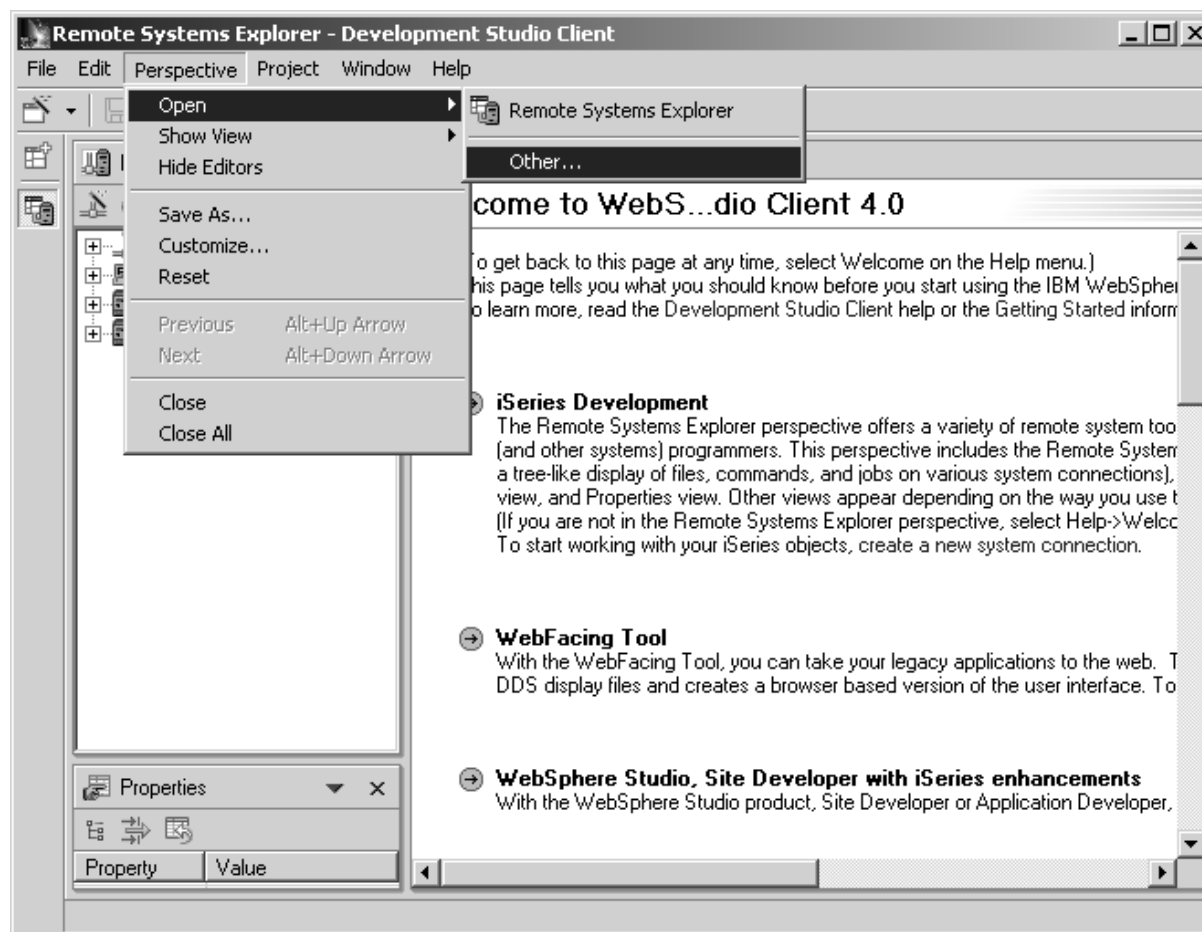 Remote Systems Explorer - Development Studio Client
File Edit Perspective Project Window Help
Open
Show View
Hide Editors
Save As...
Customize...
Reset
Previous Alt+Up Arrow
Next Alt+Down Arrow
Close
Close All
Remote Systems Explorer
Other...
come to WebS...dio Client 4.0
o get back to this page at any time, select Welcome on the Help menu.)
his page tells you what you should know before you start using the IBM WebSpher
o learn more, read the Development Studio Client help or the Getting Started inform
iSeries Development
The Remote Systems Explorer perspective offers a variety of remote system too
(and other systems) programmers. This perspective includes the Remote System
a tree-like display of files, commands, and jobs on various system connections),
view, and Properties view. Other views appear depending on the way you use t
(If you are not in the Remote Systems Explorer perspective, select Help->Welco
To start working with your iSeries objects, create a new system connection.
WebFacing Tool
With the WebFacing Tool, you can take your legacy applications to the web. T
DDS display files and creates a browser based version of the user interface. To
WebSphere Studio, Site Developer with iSeries enhancements
With the WebSphere Studio product, Site Developer or Application Developer,
Properties
Property Value